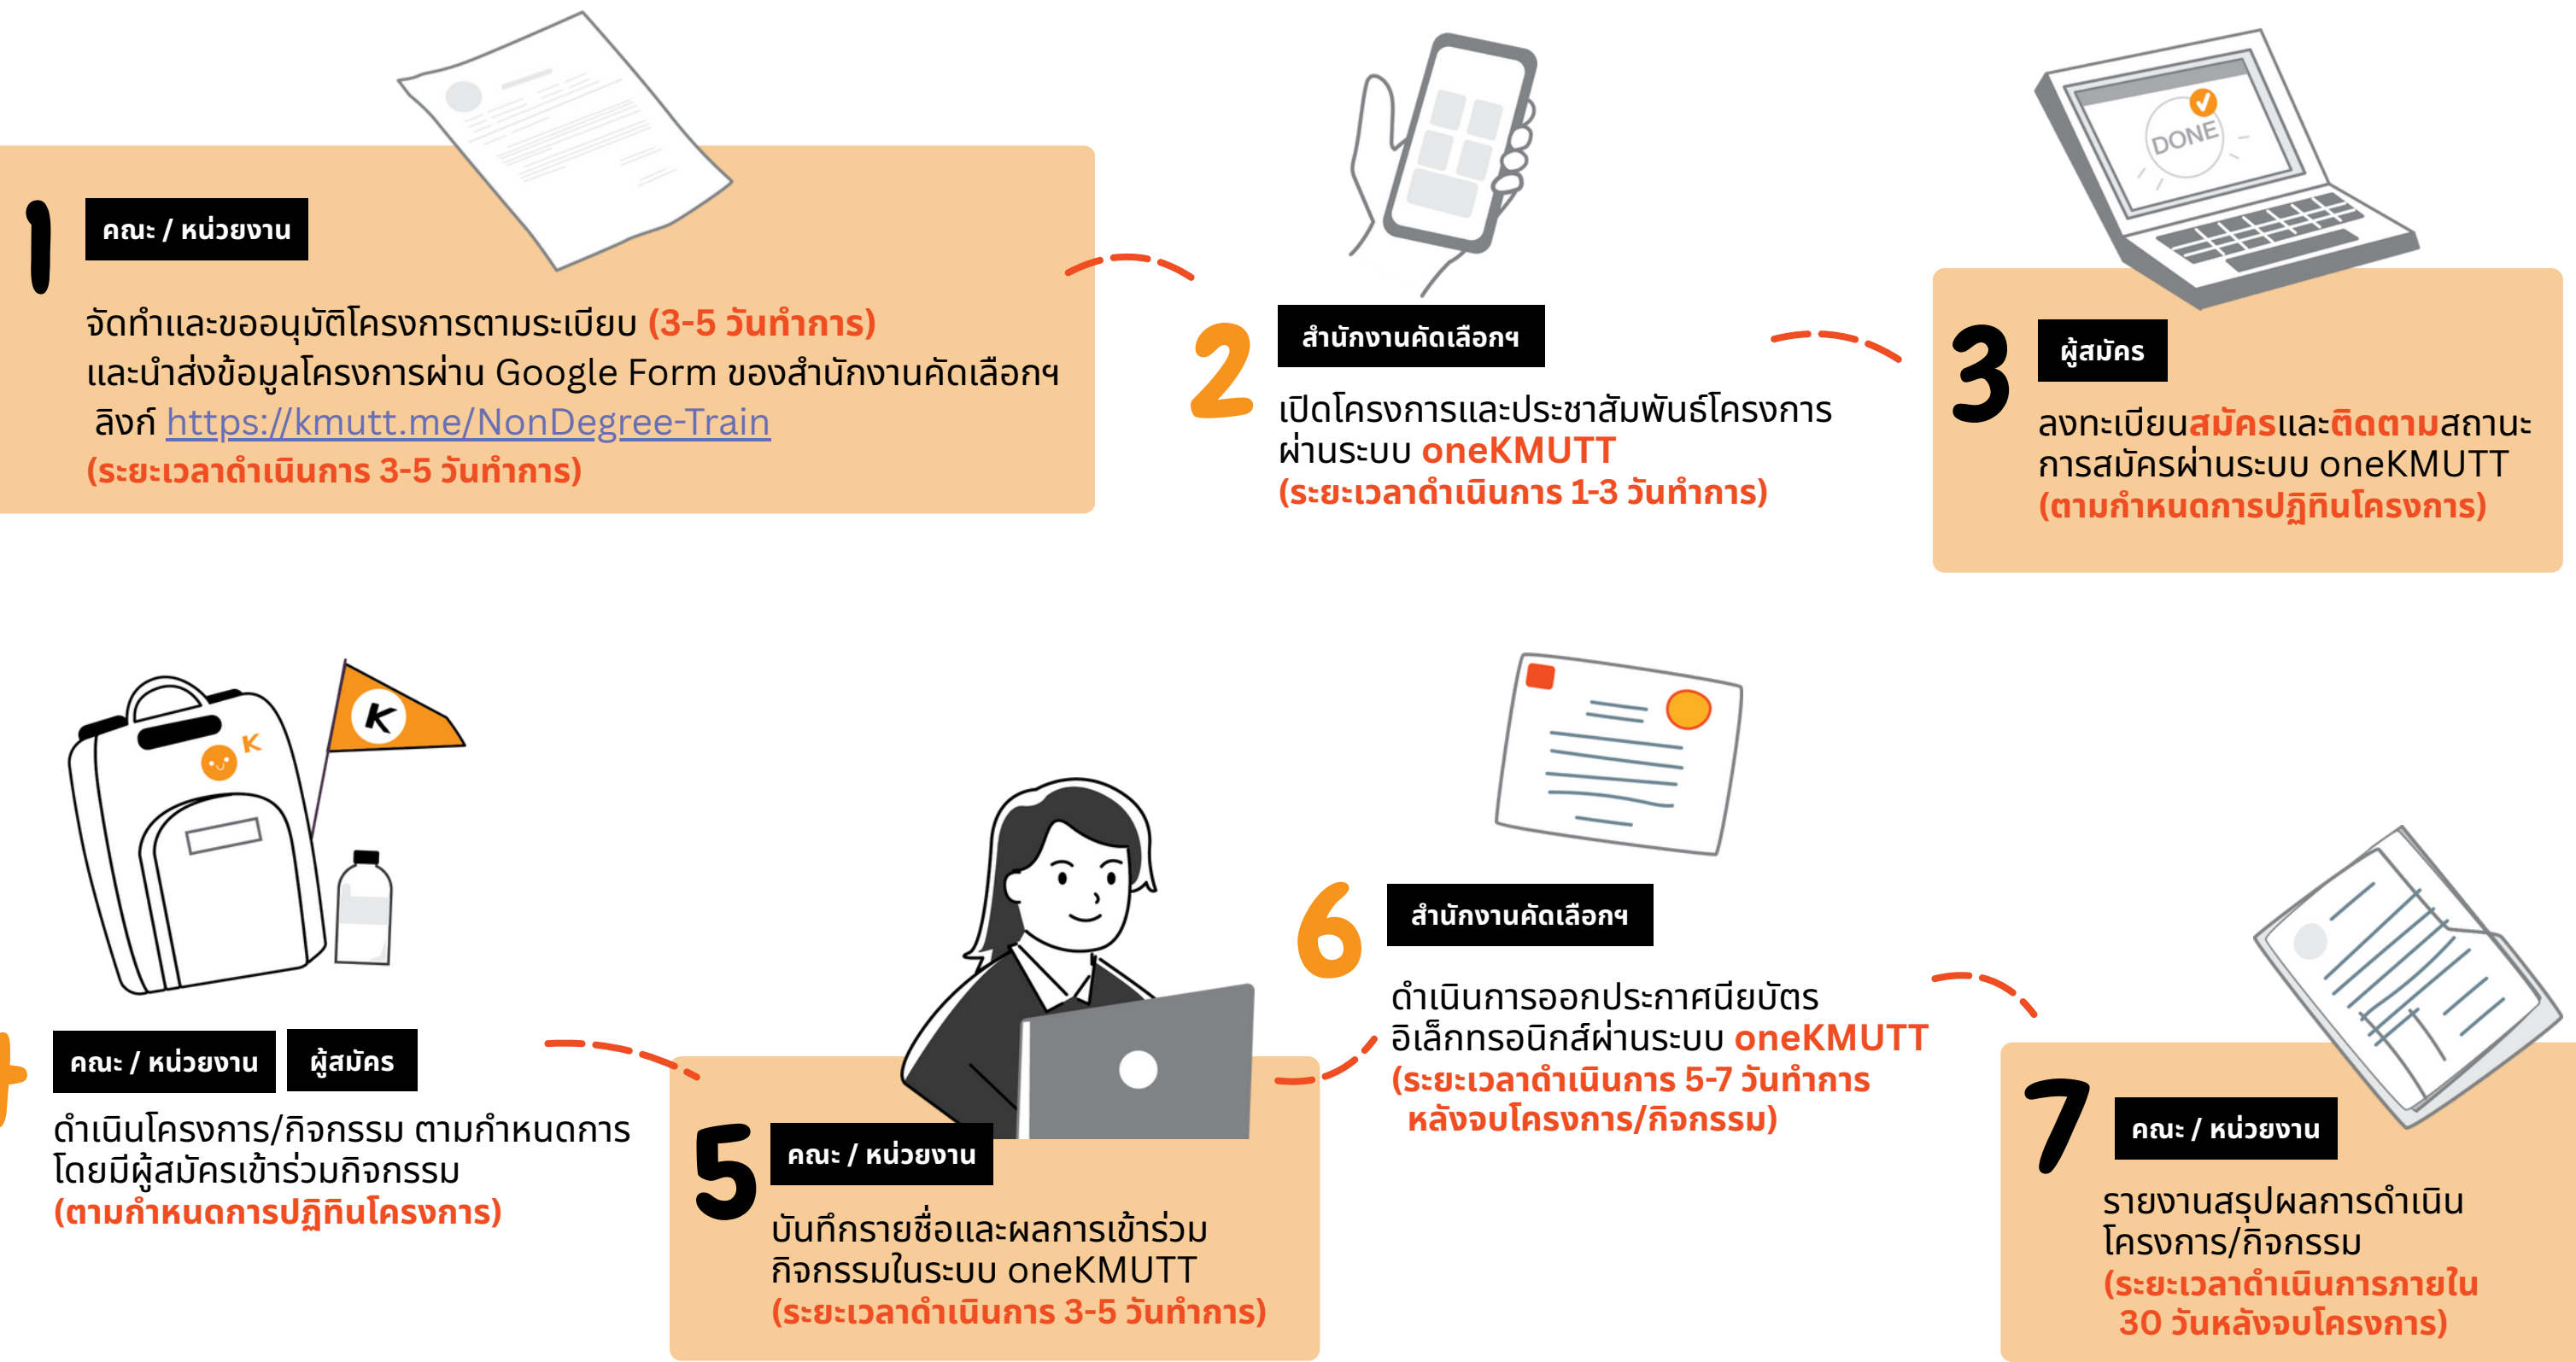 1
คณะ / หน่วยงาน
จัดทำและขออนุมัติโครงการตามระเบียบ (3-5 วันทำการ)
และนำส่งข้อมูลโครงการผ่าน Google Form ของสำนักงานคัดเลือกฯ
ลิงก์ https://kmutt.me/NonDegree-Train
(ระยะเวลาดำเนินการ 3-5 วันทำการ)
2
สำนักงานคัดเลือกฯ
เปิดโครงการและประชาสัมพันธ์โครงการ
ผ่านระบบ oneKMUTT
(ระยะเวลาดำเนินการ 1-3 วันทำการ)
DONE
3
ผู้สมัคร
ลงทะเบียนสมัครและติดตามสถานะ
การสมัครผ่านระบบ oneKMUTT
(ตามกำหนดการปฏิทินโครงการ)
K
K
คณะ / หน่วยงาน
ผู้สมัคร
ดำเนินโครงการ/กิจกรรม ตามกำหนดการ
โดยมีผู้สมัครเข้าร่วมกิจกรรม
(ตามกำหนดการปฏิทินโครงการ)
5
คณะ / หน่วยงาน
บันทึกรายชื่อและผลการเข้าร่วม
กิจกรรมในระบบ oneKMUTT
(ระยะเวลาดำเนินการ 3-5 วันทำการ)
6
สำนักงานคัดเลือกฯ
ดำเนินการออกประกาศนียบัตร
อิเล็กทรอนิกส์ผ่านระบบ oneKMUTT
(ระยะเวลาดำเนินการ 5-7 วันทำการ
หลังจบโครงการ/กิจกรรม)
7
คณะ / หน่วยงาน
รายงานสรุปผลการดำเนิน
โครงการ/กิจกรรม
(ระยะเวลาดำเนินการภายใน
30 วันหลังจบโครงการ)